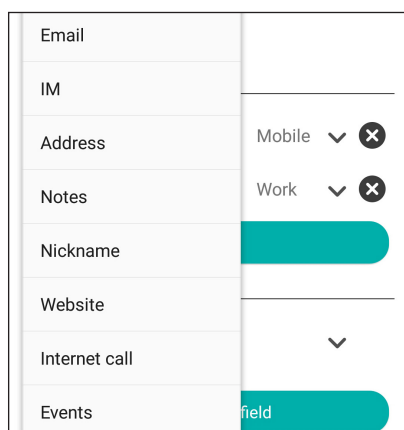 Email
IM
Address
Mobile
Notes
Work
Nickname
Website
Internet call
Events
field